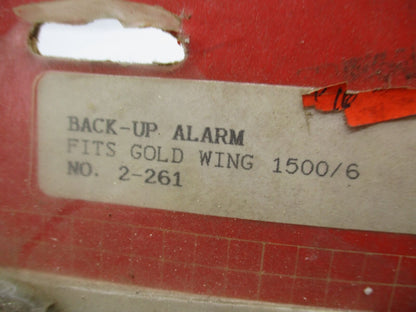 BACK-UP ALARM
FITS GOLD WING 1500/6
NO. 2-261